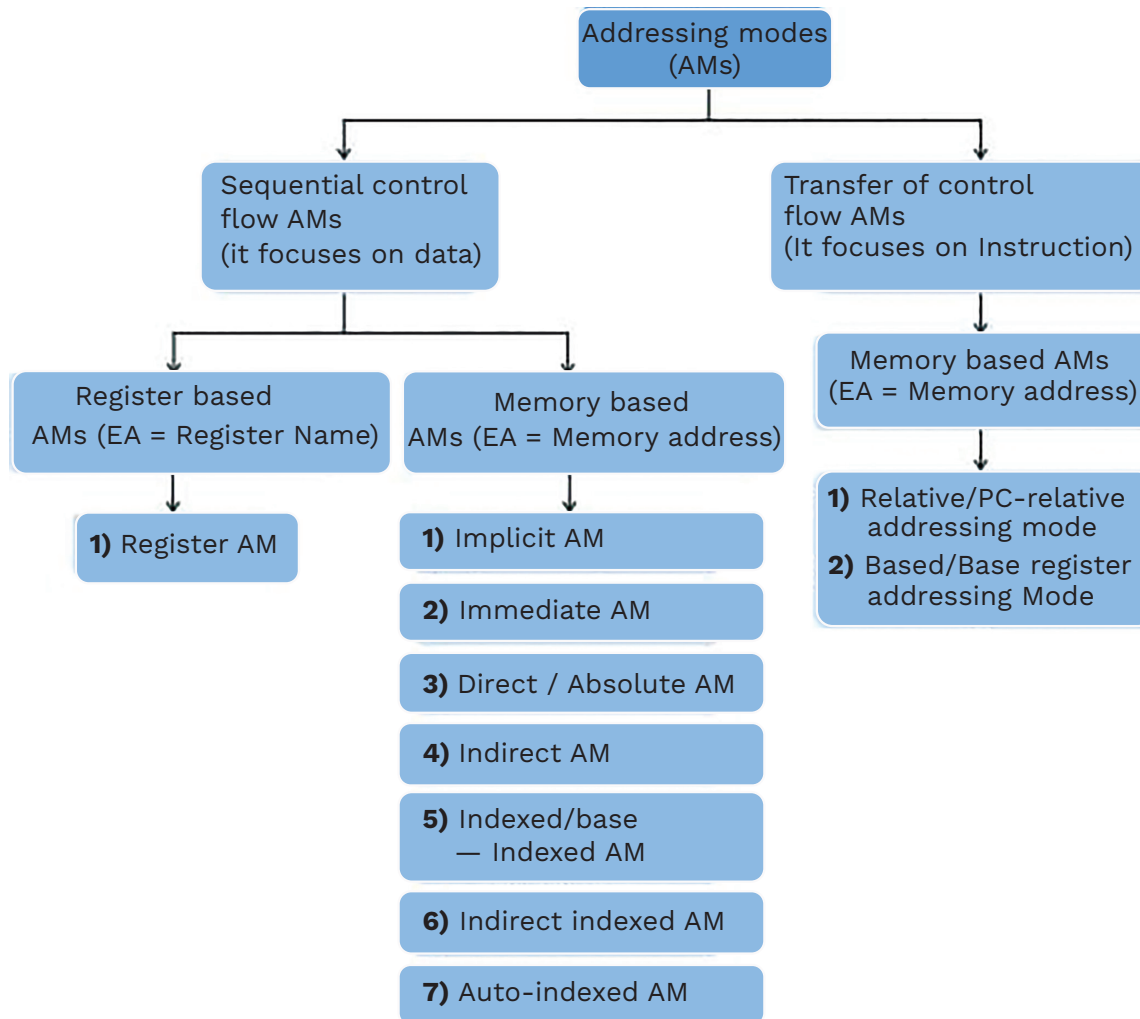 Addressing modes
(AMs)
Sequential control
flow AMs
(it focuses on data)
Transfer of control
flow AMs
(It focuses on Instruction)
Register based
AMs (EA = Register Name)
Memory based
AMs (EA = Memory address)
Memory based AMs
(EA = Memory address)
1) Register AM
1) Implicit AM
2) Immediate AM
3) Direct / Absolute AM
4) Indirect AM
5) Indexed/base
— Indexed AM
6) Indirect indexed AM
7) Auto-indexed AM
1) Relative/PC-relative
addressing mode
2) Based/Base register
addressing Mode